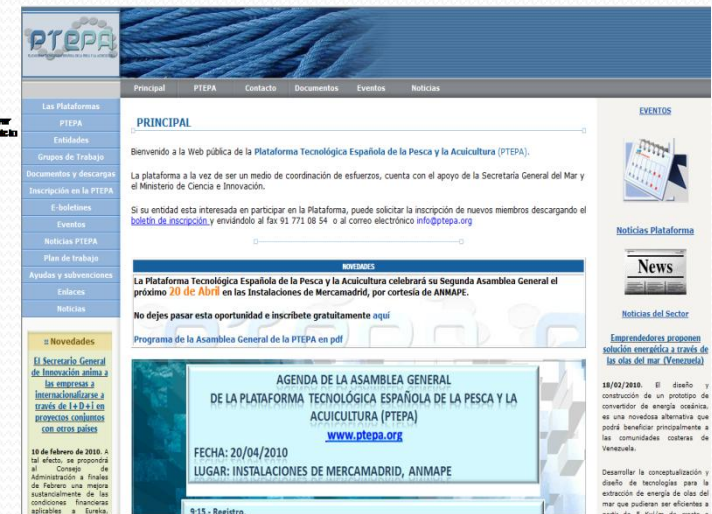 PTEPA
Principal PTEPA Contacto Documentos Eventos Noticias
Las Plataformas
PTEPA
Entidades
Grupos de Trabajo
Documentos y descargas
Inscripción en la PTEPA
E-boletines
Eventos
Noticias PTEPA
Plan de trabajo
Ayudas y subvenciones
Enlaces
Noticias
:: Novedades
El Secretario General
de Innovación anima a
las empresas a
internacionalizarse a
través de I+D+i en
proyectos conjuntos
con otros países
10 de febrero de 2010. A
tal efecto, se propondrá
al Consejo de
Administración a finales
de Febrero una mejora
sustancialmente de las
condiciones financieras
aplicables a Eureka,
PRINCIPAL
Bienvenido a la Web pública de la Plataforma Tecnológica Española de la Pesca y la Acuicultura (PTEPA).
La plataforma a la vez de ser un medio de coordinación de esfuerzos, cuenta con el apoyo de la Secretaría General del Mar y
el Ministerio de Ciencia e Innovación.
Si su entidad esta interesada en participar en la Plataforma, puede solicitar la inscripción de nuevos miembros descargando el
boletín de inscripción y enviándolo al fax 91 771 08 54 o al correo electrónico info@ptepa.org
NOVEDADES
La Plataforma Tecnológica Española de la Pesca y la Acuicultura celebrará su Segunda Asamblea General el
próximo 20 de Abril en las Instalaciones de Mercamadrid, por cortesía de ANMAPE.
No dejes pasar esta oportunidad e inscríbete gratuitamente aquí
Programa de la Asamblea General de la PTEPA en pdf
AGENDA DE LA ASAMBLEA GENERAL
DE LA PLATAFORMA TECNOLÓGICA ESPAÑOLA DE LA PESCA Y LA
ACUICULTURA (PTEPA)
www.ptepa.org
FECHA: 20/04/2010
LUGAR: INSTALACIONES DE MERCAMADRID, ANMAPE
9:15 - Registro
EVENTOS
Noticias Plataforma
News
Noticias del Sector
Emprendedores proponen
solución energética a través de
las olas del mar (Venezuela)
18/02/2010. El diseño y
construcción de un prototipo de
convertidor de energía oceánica,
es una novedosa alternativa que
podrá beneficiar principalmente a
las comunidades costeras de
Venezuela.
Desarrollar la conceptualización y
diseño de tecnologías para la
extracción de energía de olas del
mar que pudieran ser eficientes a